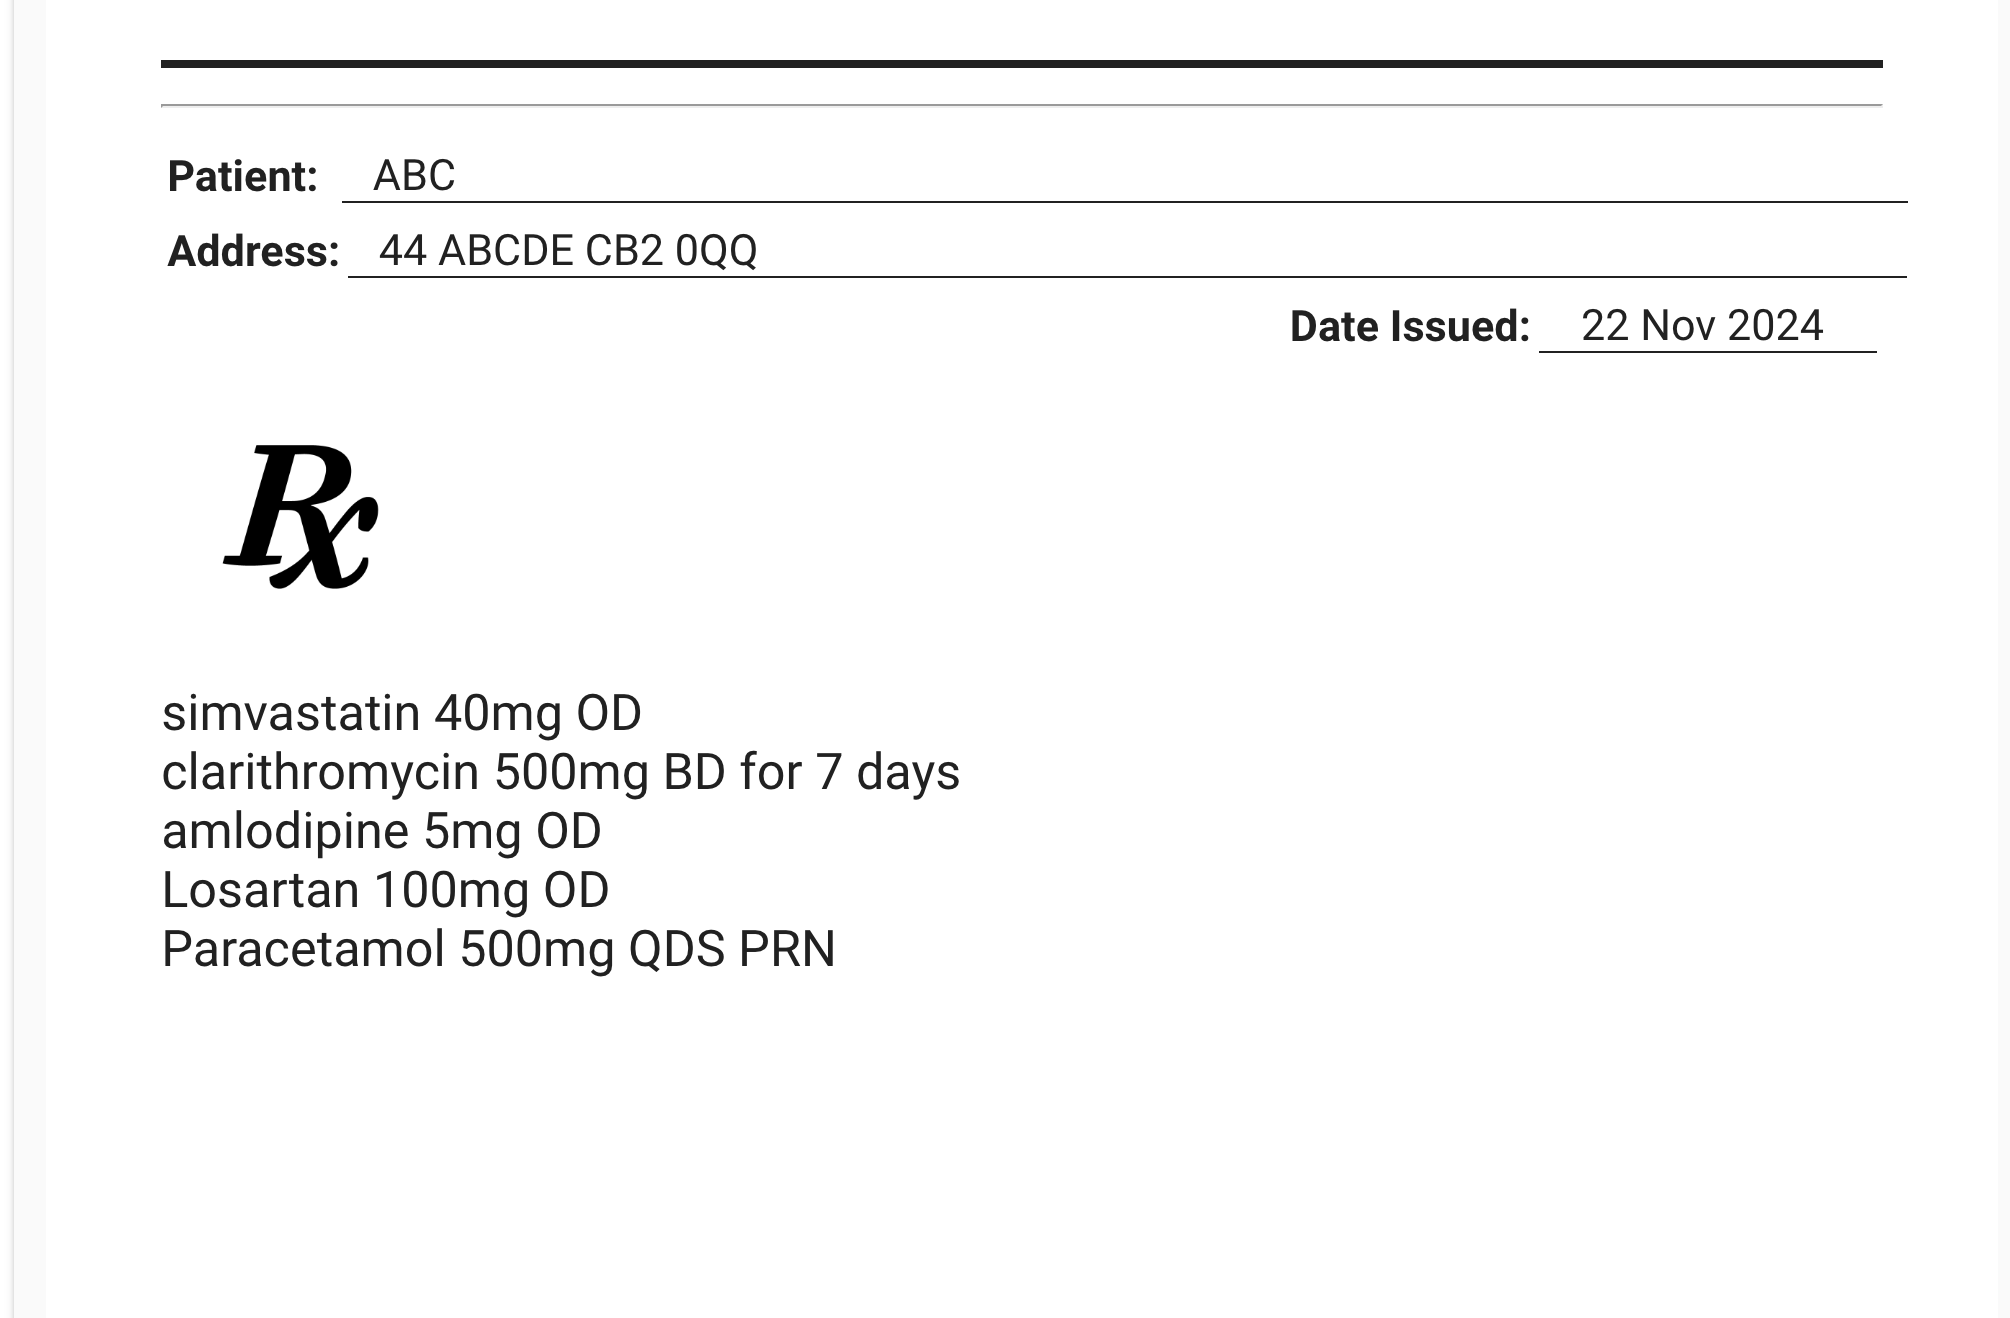 Patient: ABC
Address: 44 ABCDE CB2 0QQ
Date Issued: 22 Nov 2024
Rx
simvastatin 40mg OD
clarithromycin 500mg BD for 7 days
amlodipine 5mg OD
Losartan 100mg OD
Paracetamol 500mg QDS PRN